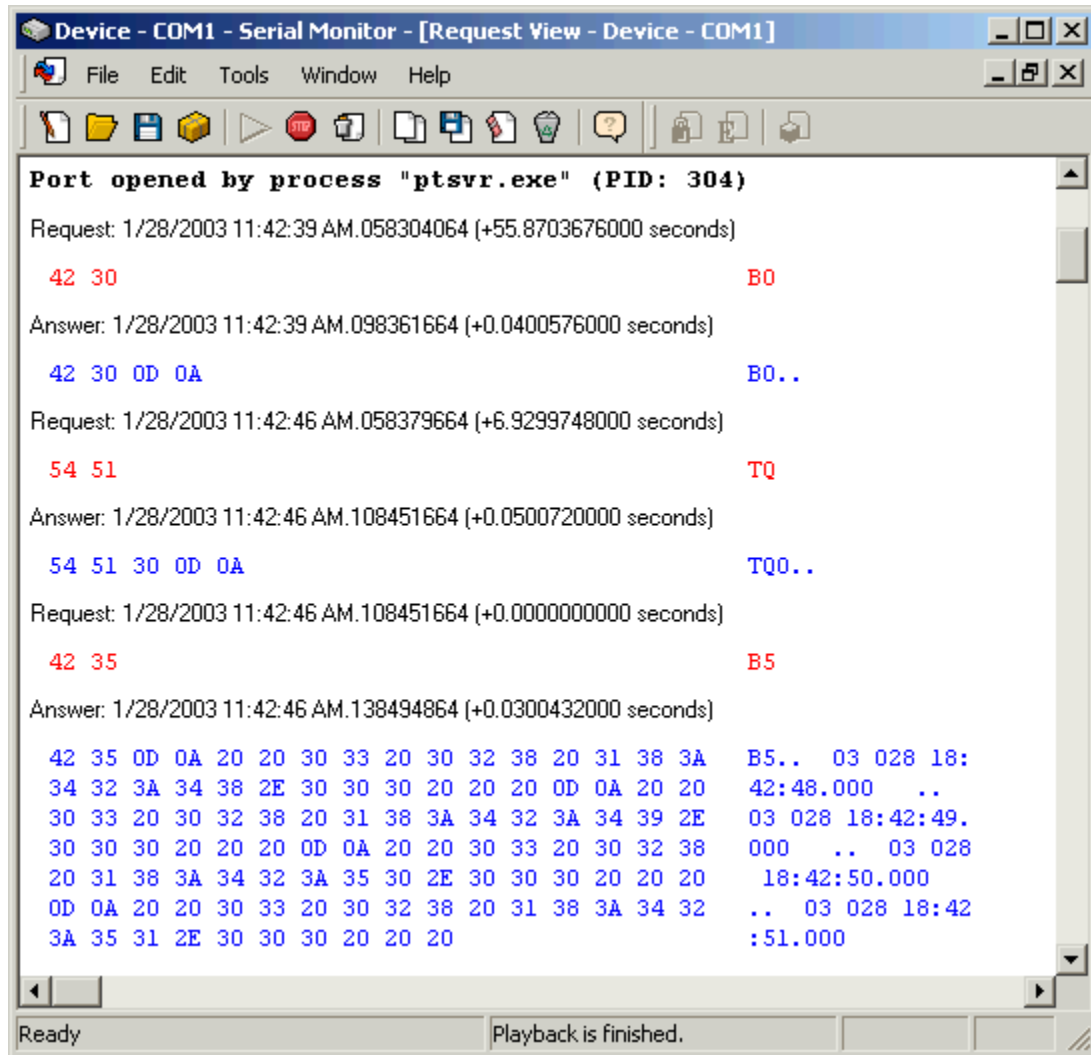 Device - COM1 - Serial Monitor - [Request View - Device - COM1]
File Edit Tools Window Help
STOP
Port opened by process "ptsvr.exe" (PID: 304)
Request: 1/28/2003 11:42:39 AM.058304064 (+55.8703676000 seconds)
42 30 B0
Answer: 1/28/2003 11:42:39 AM.098361664 (+0.0400576000 seconds)
42 30 0D 0A B0..
Request: 1/28/2003 11:42:46 AM.058379664 (+6.9299748000 seconds)
54 51 TQ
Answer: 1/28/2003 11:42:46 AM.108451664 (+0.0500720000 seconds)
54 51 30 0D 0A TQ0..
Request: 1/28/2003 11:42:46 AM.108451664 (+0.0000000000 seconds)
42 35 B5
Answer: 1/28/2003 11:42:46 AM.138494864 (+0.0300432000 seconds)
42 35 0D 0A 20 20 30 33 20 30 32 38 20 31 38 3A B5.. 03 028 18:
34 32 3A 34 38 2E 30 30 30 20 20 20 0D 0A 20 20 42:48.000 ..
30 33 20 30 32 38 20 31 38 3A 34 32 3A 34 39 2E 03 028 18:42:49.
30 30 30 20 20 20 0D 0A 20 20 30 33 20 30 32 38 000 .. 03 028
20 31 38 3A 34 32 3A 35 30 2E 30 30 30 20 20 20 18:42:50.000
0D 0A 20 20 30 33 20 30 32 38 20 31 38 3A 34 32 .. 03 028 18:42
3A 35 31 2E 30 30 30 20 20 20 :51.000
Ready Playback is finished.